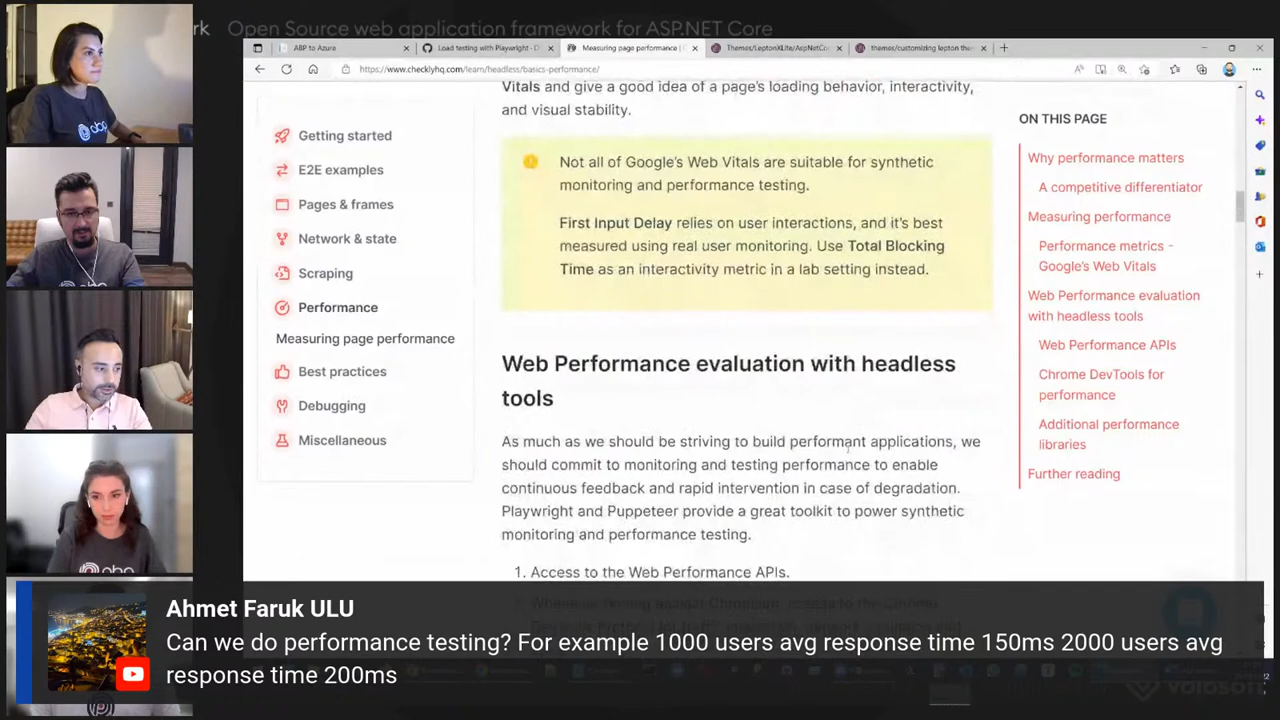 rk Open Source web application framework for ASP.NET Core
ABP to Azure
Load testing with Playwright - D
Measuring page performance |
Themes/LeptonXLite/AspNetCor
themes/customizing lepton the
https://www.checklyhq.com/learn/headless/basics-performance/
Getting started
E2E examples
Pages & frames
Network & state
Scraping
Performance
Measuring page performance
Best practices
Debugging
Miscellaneous
Vitals and give a good idea of a page's loading behavior, interactivity,
and visual stability.
Not all of Google's Web Vitals are suitable for synthetic
monitoring and performance testing.
First Input Delay relies on user interactions, and it's best
measured using real user monitoring. Use Total Blocking
Time as an interactivity metric in a lab setting instead.
Web Performance evaluation with headless
tools
As much as we should be striving to build performant applications, we
should commit to monitoring and testing performance to enable
continuous feedback and rapid intervention in case of degradation.
Playwright and Puppeteer provide a great toolkit to power synthetic
monitoring and performance testing.
1. Access to the Web Performance APIs.
ON THIS PAGE
Why performance matters
A competitive differentiator
Measuring performance
Performance metrics -
Google's Web Vitals
Web Performance evaluation
with headless tools
Web Performance APIs
Chrome DevTools for
performance
Additional performance
libraries
Further reading
abp
Ahmet Faruk ULU
Can we do performance testing? For example 1000 users avg response time 150ms 2000 users avg
response time 200ms
VOLOSOFT